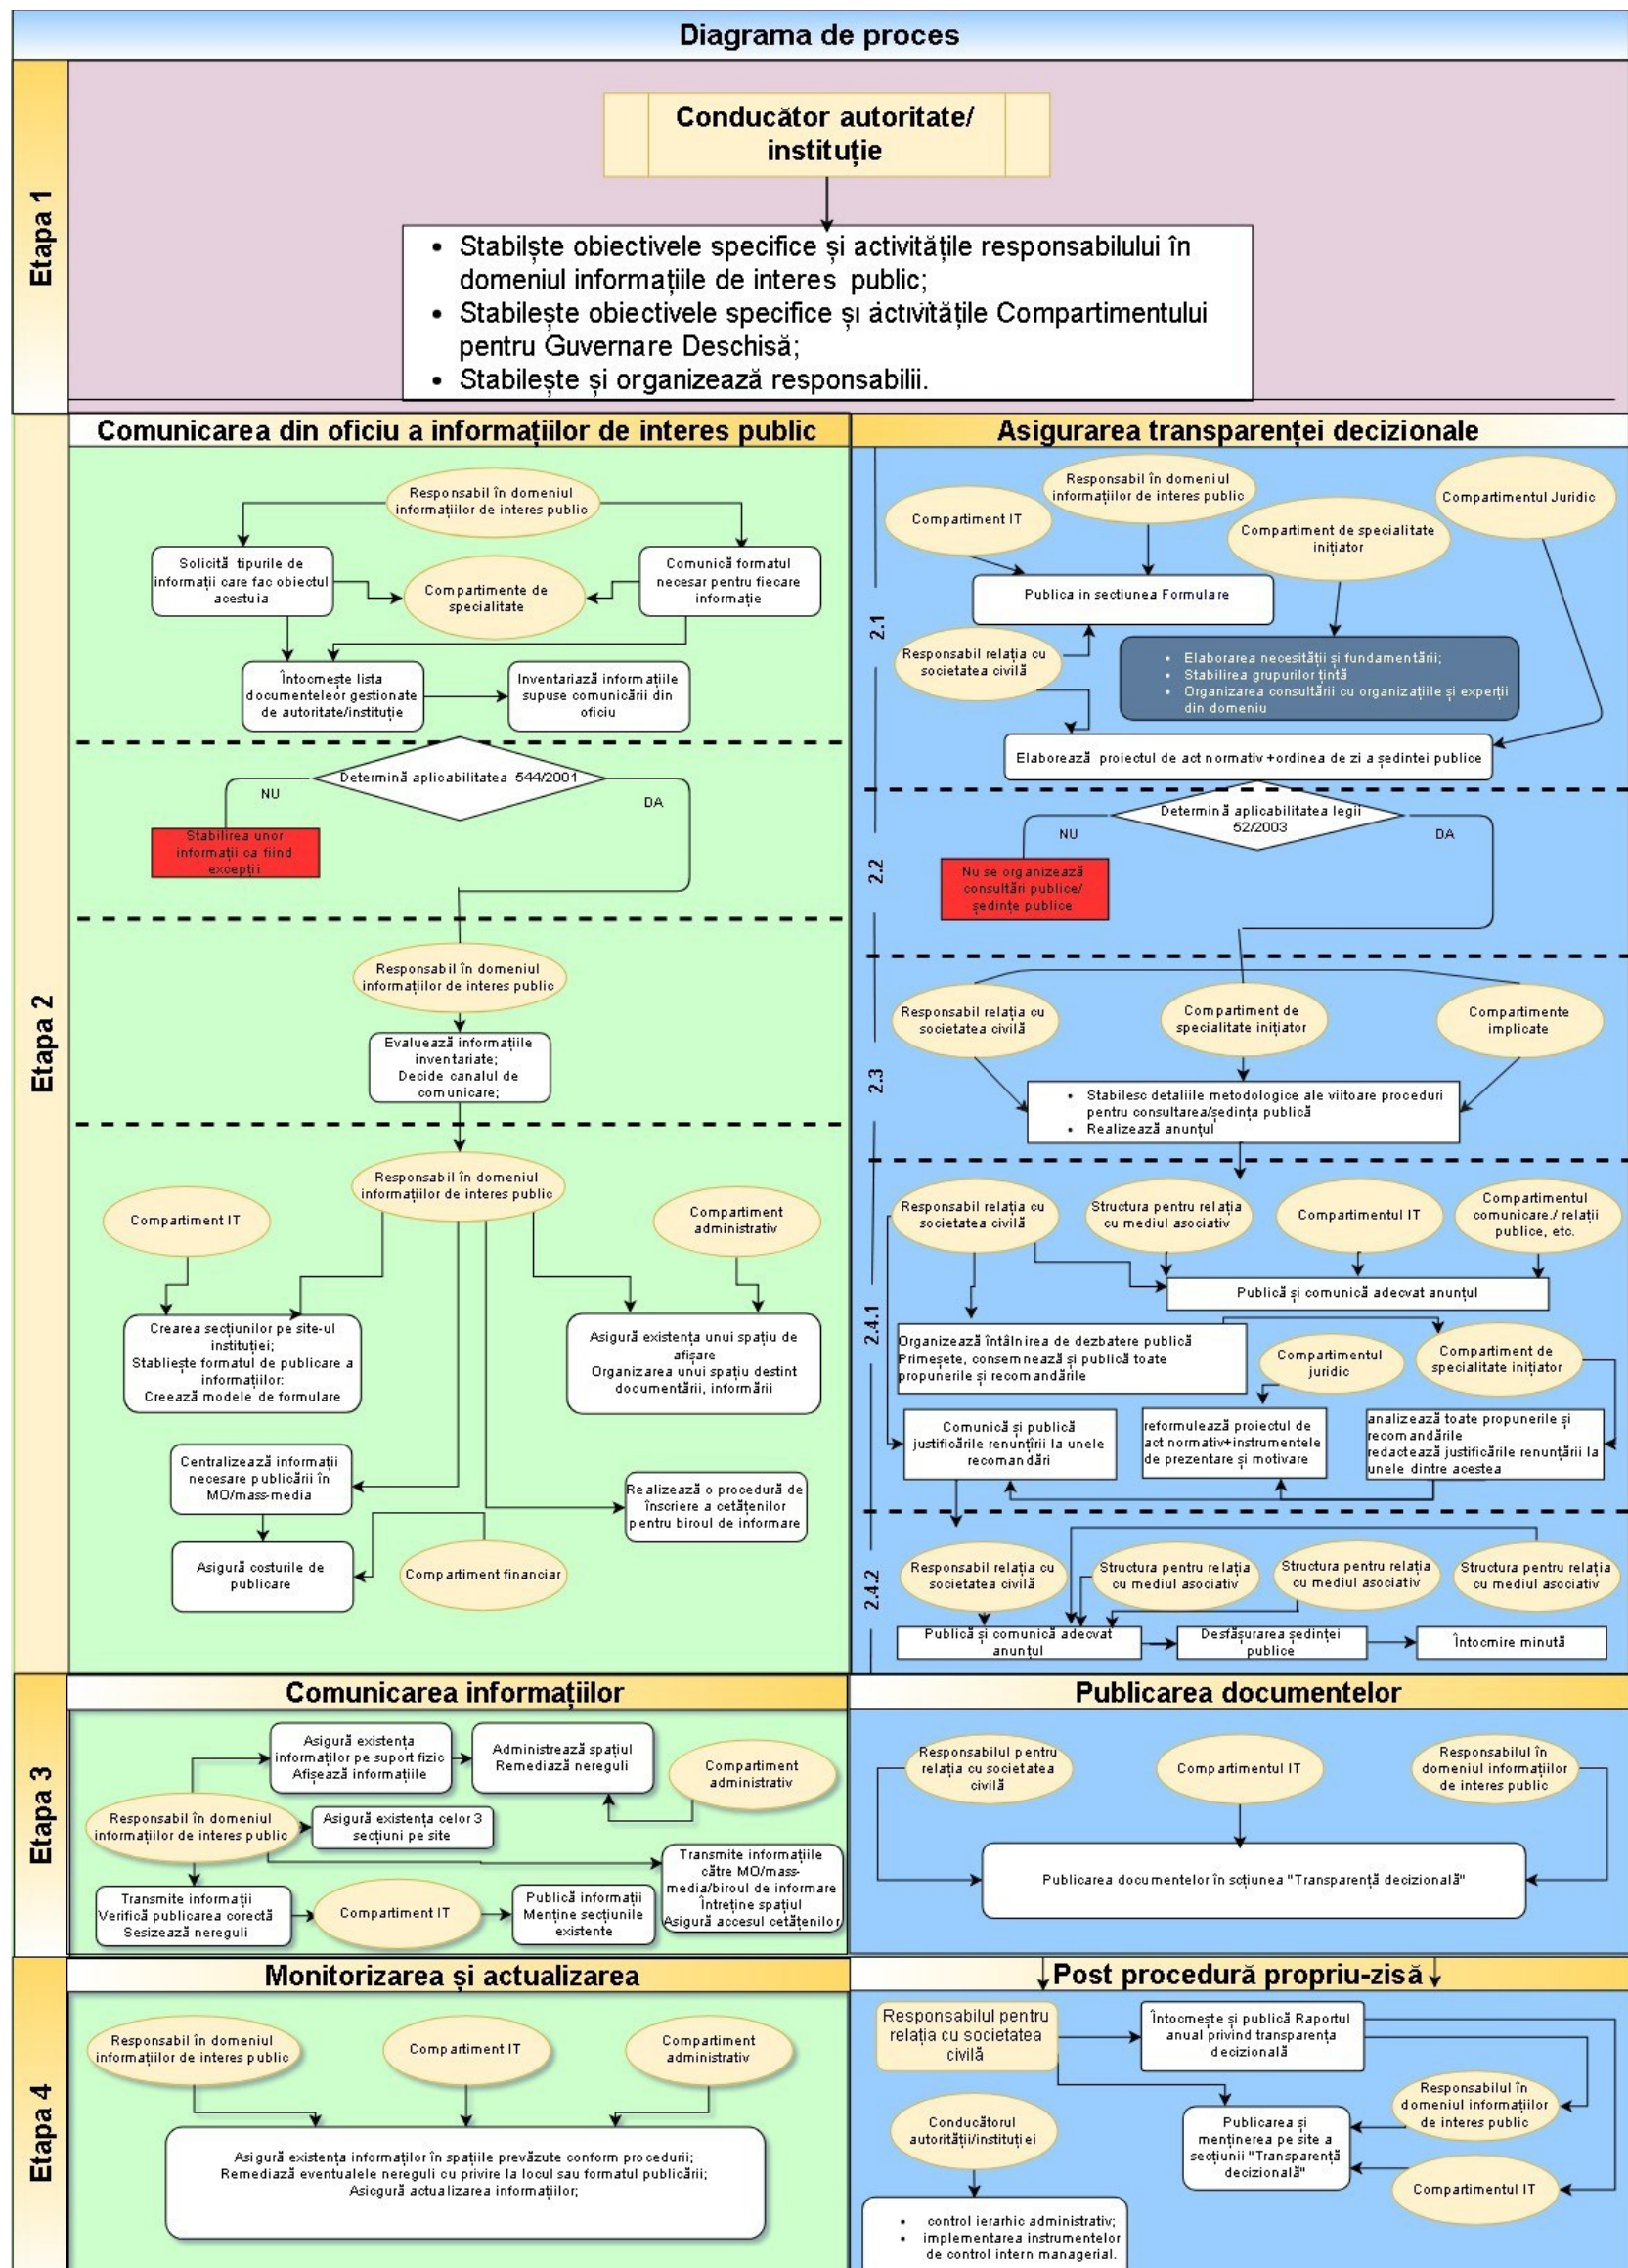 Diagrama de proces
Etapa 1
Conducător autoritate/
instituție
• Stabilște obiectivele specifice și activitățile responsabilului în
domeniul informațiile de interes public;
• Stabilește obiectivele specifice și activitățile Compartimentului
pentru Guvernare Deschisă;
• Stabilește și organizează responsabilii.
Etapa 2
Comunicarea din oficiu a informațiilor de interes public
Responsabil în domeniul
informațiilor de interes public
Solicită tipurile de
informații care fac obiectul
acestuia
Compartimente de
specialitate
Comunică formatul
necesar pentru fiecare
informație
Întocmește lista
documenteleor gestionate
de autoritate/instituție
Inventariază informațiile
supuse comunicării din
oficiu
Determină aplicabilitatea 544/2001
NU
DA
Stabilirea unor
informații ca fiind
excepții
Responsabil în domeniul
informațiilor de interes public
Evaluează informațiile
inventariate;
Decide canalul de
comunicare;
Responsabil în domeniul
informațiilor de interes public
Compartiment IT
Compartiment
administrativ
Crearea secțiunilor pe site-ul
instituției;
Stabliește formatul de publicare a
informațiilor:
Creează modele de formulare
Asigură existența unui spațiu de
afișare
Organizarea unui spațiu destint
documentării, informării
Centralizează informații
necesare publicării în
MO/mass-media
Realizează o procedură de
înscriere a cetățenilor
pentru biroul de informare
Asigură costurile de
publicare
Compartiment financiar
Asigurarea transparenței decizionale
2.1
Compartiment IT
Responsabil în domeniul
informațiilor de interes public
Compartiment de specialitate
inițiator
Compartimentul Juridic
Publica in sectiunea Formulare
Responsabil relația cu
societatea civilă
• Elaborarea necesității și fundamentării;
• Stabilirea grupurilor țintă
• Organizarea consultării cu organizațiile și experții
din domeniu
Elaborează proiectul de act normativ +ordinea de zi a ședintei publice
2.2
Determină aplicabilitatea legii
52/2003
NU
DA
Nu se organizează
consultări publice/
ședințe publice
2.3
Responsabil relația cu
societatea civilă
Compartiment de
specialitate inițiator
Compartimente
implicate
• Stabilesc detaliile metodologice ale viitoare proceduri
pentru consultarea/ședința publică
• Realizează anunțul
2.4.1
Responsabil relația cu
societatea civilă
Structura pentru relația
cu mediul asociativ
Compartimentul IT
Compartimentul
comunicare./ relații
publice, etc.
Publică și comunică adecvat anunțul
Organizează întâlnirea de dezbatere publică
Primeșete, consemnează și publică toate
propunerile și recomandările
Compartimentul
juridic
Compartiment de
specialitate inițiator
Comunică și publică
justificările renunțîrii la unele
recomandări
reformulează proiectul de
act normativ+instrumentele
de prezentare și motivare
analizează toate propunerile și
recomandările
redactează justificările renunțării la
unele dintre acestea
2.4.2
Responsabil relația cu
societatea civilă
Structura pentru relația
cu mediul asociativ
Structura pentru relația
cu mediul asociativ
Structura pentru relația
cu mediul asociativ
Publică și comunică adecvat
anunțul
Desfășurarea ședinței
publice
Întocmire minută
Etapa 3
Comunicarea informațiilor
Asigură existența
informaților pe suport fizic
Afișează informațiile
Administrează spațiul
Remediază nereguli
Compartiment
administrativ
Responsabil în domeniul
informațiilor de interes public
Asigură existența celor 3
secțiuni pe site
Transmite informațiile
către MO/mass-
media/biroul de informare
Întreține spațiul
Asigură accesul cetățenilor
Transmite informații
Verifică publicarea corectă
Sesizează nereguli
Compartiment IT
Publică informații
Menține secțiunile
existente
Publicarea documentelor
Responsabilul pentru
relația cu societatea
civilă
Compartimentul IT
Responsabilul în
domeniul informațiilor
de interes public
Publicarea documentelor în scțiunea "Transparență decizională"
Etapa 4
Monitorizarea și actualizarea
Responsabil în domeniul
informațiilor de interes public
Compartiment IT
Compartiment
administrativ
Asigură existența informaților în spațiile prevăzute conform procedurii;
Remediază eventualele nereguli cu privire la locul sau formatul publicării;
Asicgură actualizarea informațiilor;
Post procedură propriu-zisă
Responsabilul pentru
relația cu societatea
civilă
Întocmește și publică Raportul
anual privind transparența
decizională
Conducătorul
autorității/instituției
Publicarea și
menținerea pe site a
secțiunii "Transparență
decizională"
Responsabilul în
domeniul informațiilor
de interes public
Compartimentul IT
• control ierarhic administrativ;
• implementarea instrumentelor
de control intern managerial.